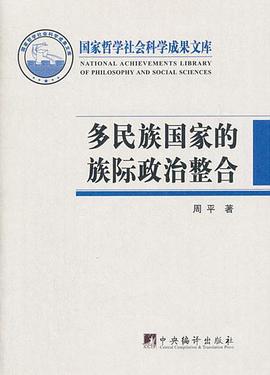 国家哲学社会科学成果文库
NATIONAL ACHIEVEMENTS LIBRARY
OF PHILOSOPHY AND SOCIAL SCIENCES
多民族国家的
族际政治整合
周平 著
中央编译出版社
Central Compilation & Translation Press